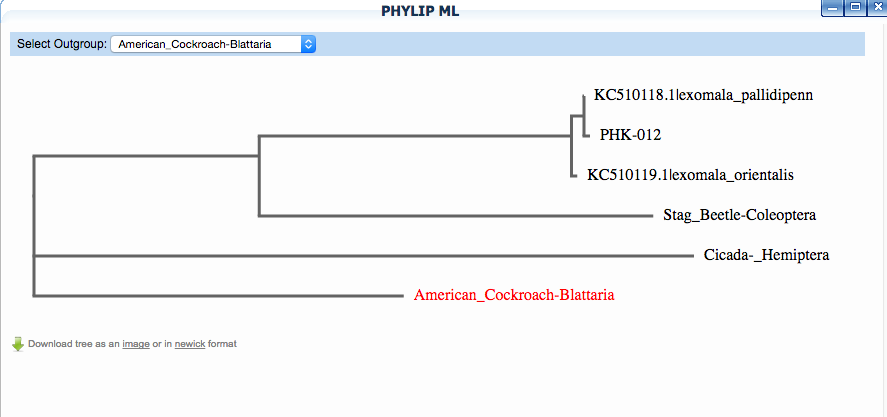 PHYLIP ML
Select Outgroup: American_Cockroach-Blattaria
KC510118.1|exomala_pallidipenn
PHK-012
KC510119.1|exomala_orientalis
Stag_Beetle-Coleoptera
Cicada-_Hemiptera
American_Cockroach-Blattaria
Download tree as an image or in newick format